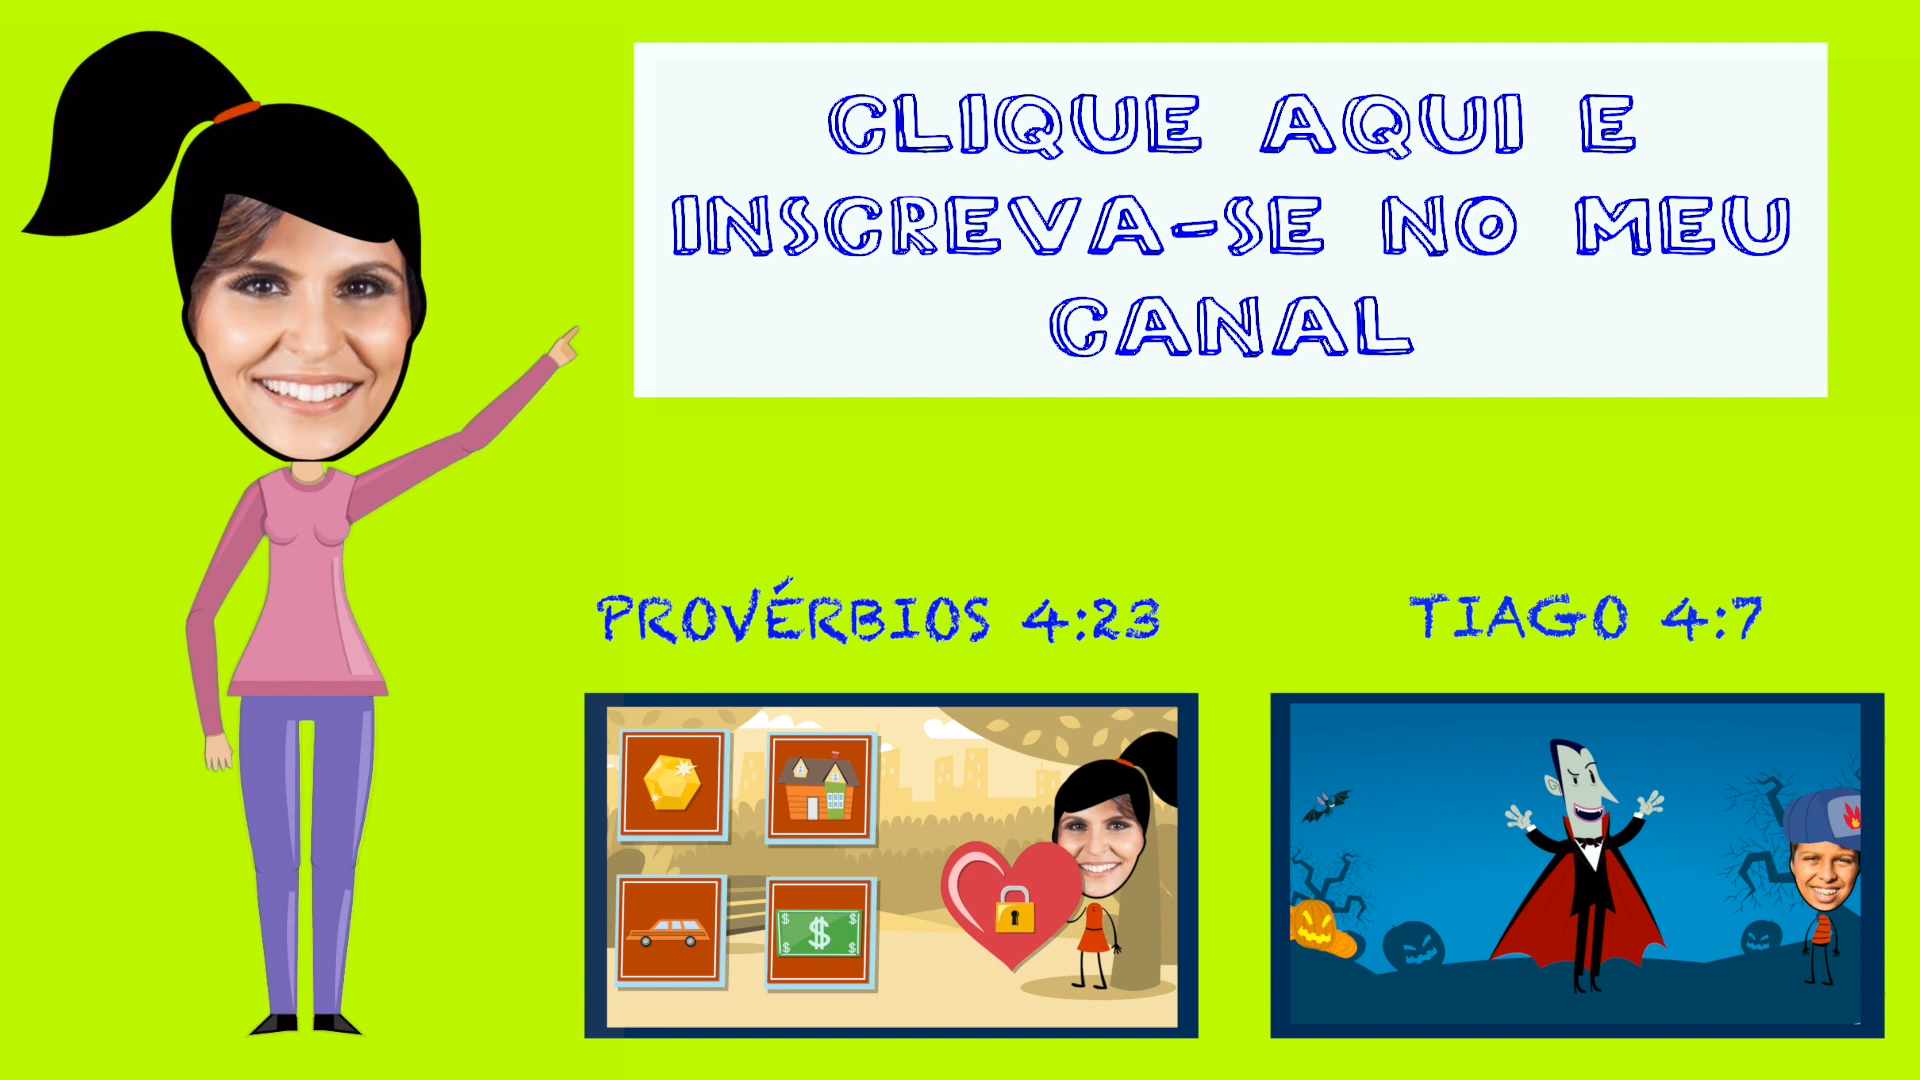 CLIQUE AQUI E
INSCREVA-SE NO MEU
CANAL
PROVÉRBIOS 4:23
TIAGO 4:7
$ $
$
$ $